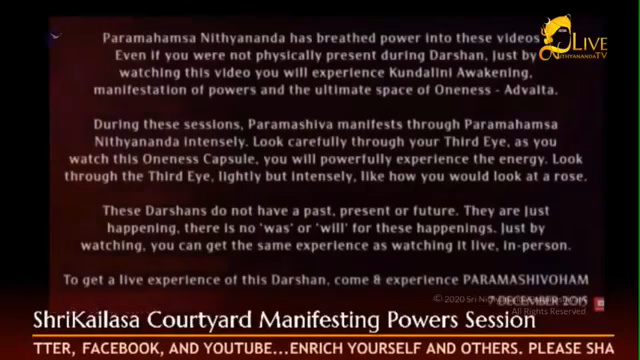 Paramahamsa Nithyananda has breathed power into these videos
LIVE
NITHYANANDATV
Even if you were not physically present during Darshan, just by
watching this video you will experience Kundalini Awakening,
manifestation of powers and the ultimate space of Oneness - Advaita.
During these sessions, Paramashiva manifests through Paramahamsa
Nithyananda intensely. Look carefully through your Third Eye, as you
watch this Oneness Capsule, you will powerfully experience the energy. Look
through the Third Eye, lightly but intensely, like how you would look at a rose.
These Darshans do not have a past, present or future. They are just
happening, there is no 'was' or 'will' for these happenings. Just by
watching, you can get the same experience as watching it live, in-person.
To get a live experience of this Darshan, come & experience PARAMASHIVOHAM
© 2020 Sri
7 DECEMBER 2015
All Rights Reserved
ShriKailasa Courtyard Manifesting Powers Session
TTER, FACEBOOK, AND YOUTUBE...ENRICH YOURSELF AND OTHERS. PLEASE SHA